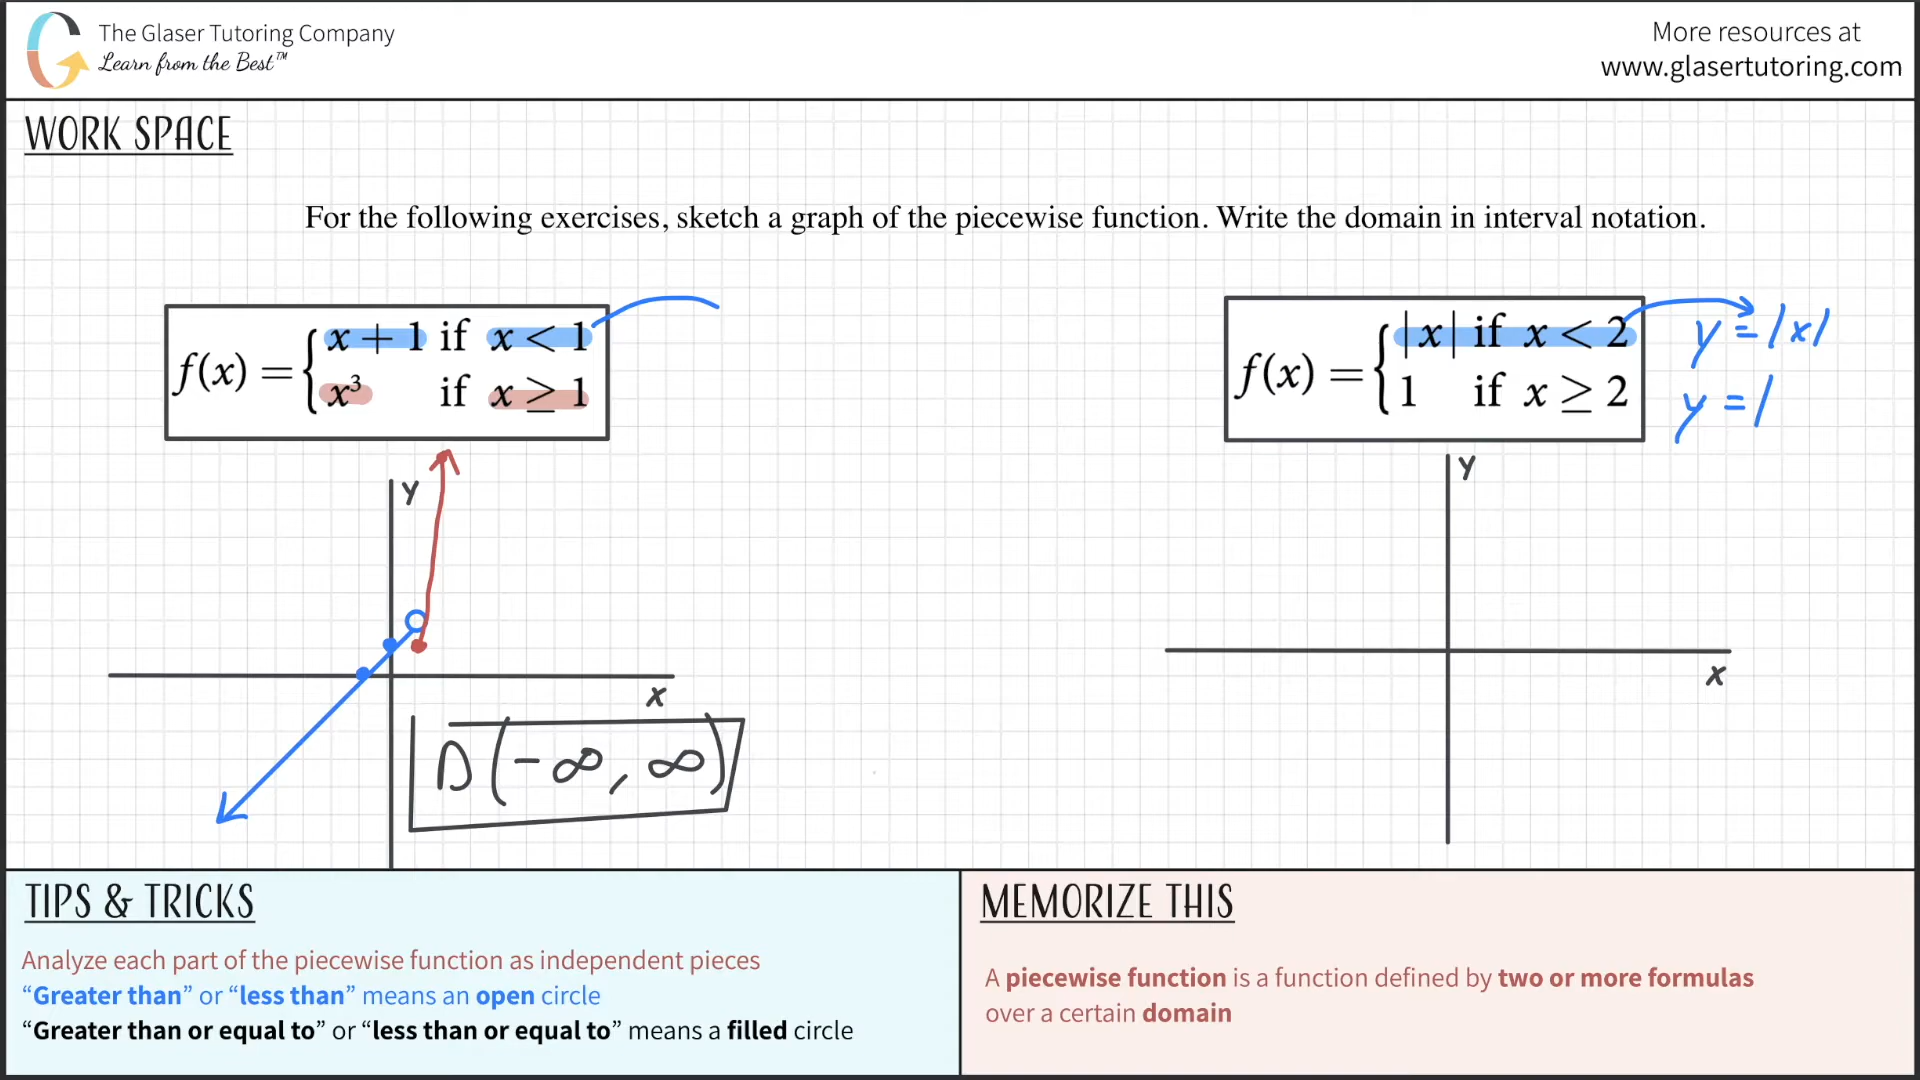 The Glaser Tutoring Company
Learn from the Best™
More resources at
www.glasertutoring.com
WORK SPACE
For the following exercises, sketch a graph of the piecewise function. Write the domain in interval notation.
f(x) = { x + 1 if x < 1
x³ if x ≥ 1
f(x) = { |x| if x < 2
1 if x ≥ 2
y = |x|
y = 1
y
x
D (-∞, ∞)
y
x
TIPS & TRICKS
Analyze each part of the piecewise function as independent pieces
“Greater than” or “less than” means an open circle
“Greater than or equal to” or “less than or equal to” means a filled circle
MEMORIZE THIS
A piecewise function is a function defined by two or more formulas
over a certain domain